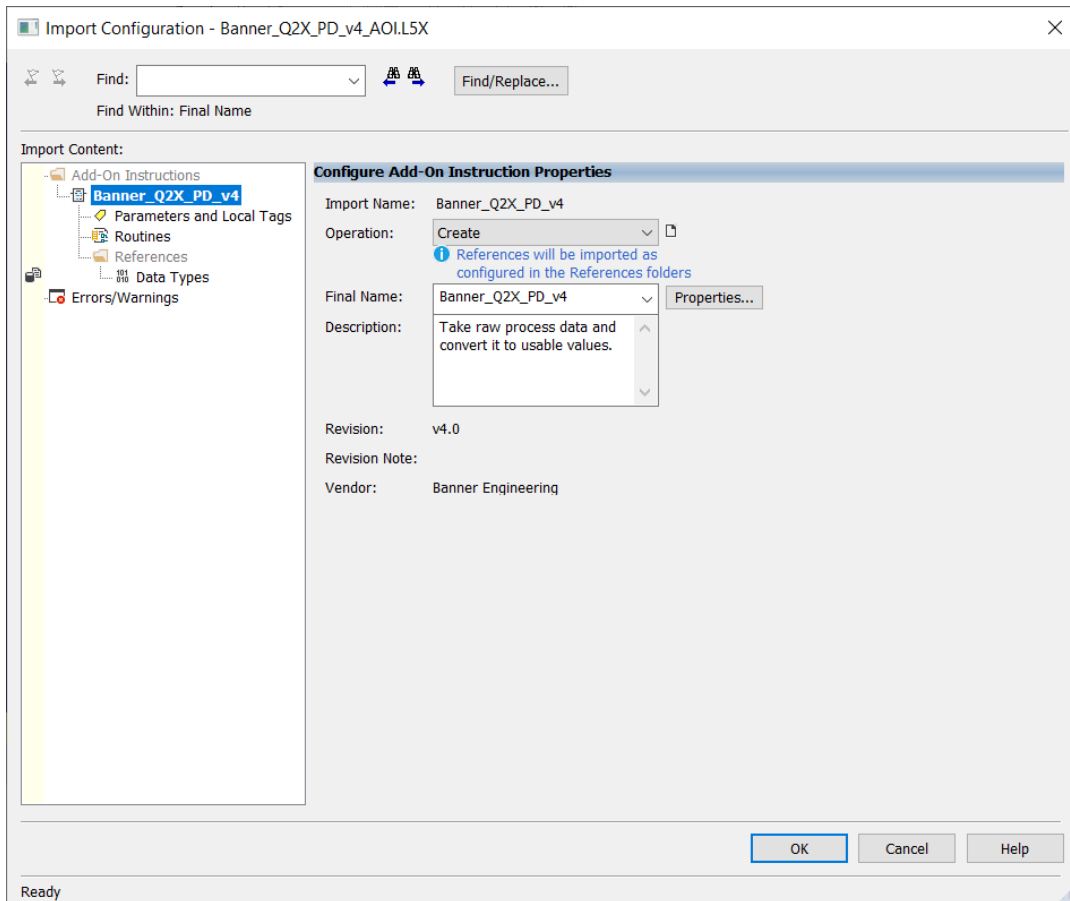 Import Configuration - Banner_Q2X_PD_v4_AOI.L5X
Find:
Find/Replace...
Find Within: Final Name
Import Content:
Add-On Instructions
Banner_Q2X_PD_v4
Parameters and Local Tags
Routines
References
Data Types
Errors/Warnings
Configure Add-On Instruction Properties
Import Name: Banner_Q2X_PD_v4
Operation: Create
References will be imported as
configured in the References folders
Final Name: Banner_Q2X_PD_v4 Properties...
Description: Take raw process data and
convert it to usable values.
Revision: v4.0
Revision Note:
Vendor: Banner Engineering
OK Cancel Help
Ready